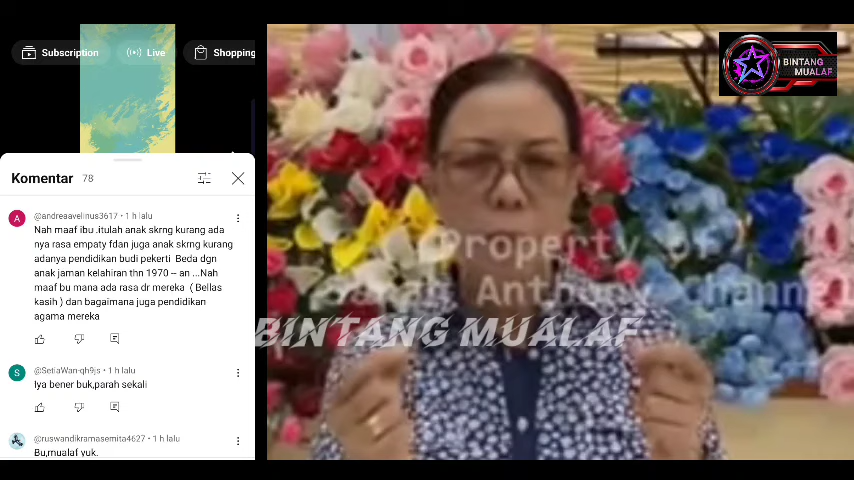 Subscription
Live
Shopping
BINTANG
MUALAF
Komentar 78
@andreaavelinus3617 • 1 h lalu
Nah maaf ibu .itulah anak skrng kurang ada
nya rasa empaty fdan juga anak skrng kurang
adanya pendidikan budi pekerti Beda dgn
anak jaman kelahiran thn 1970 -- an ...Nah
maaf bu mana ada rasa dr mereka ( Bellas
kasih ) dan bagaimana juga pendidikan
agama mereka
Property of
Sarah Anthony Channel
BINTANG MUALAF
@SetiaWan-qh9js • 1 h lalu
Iya bener buk,parah sekali
@ruswandikramasemita4627 • 1 h lalu
Bu,mualaf yuk.